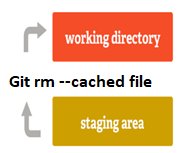 working directory
Git rm --cached file
staging area